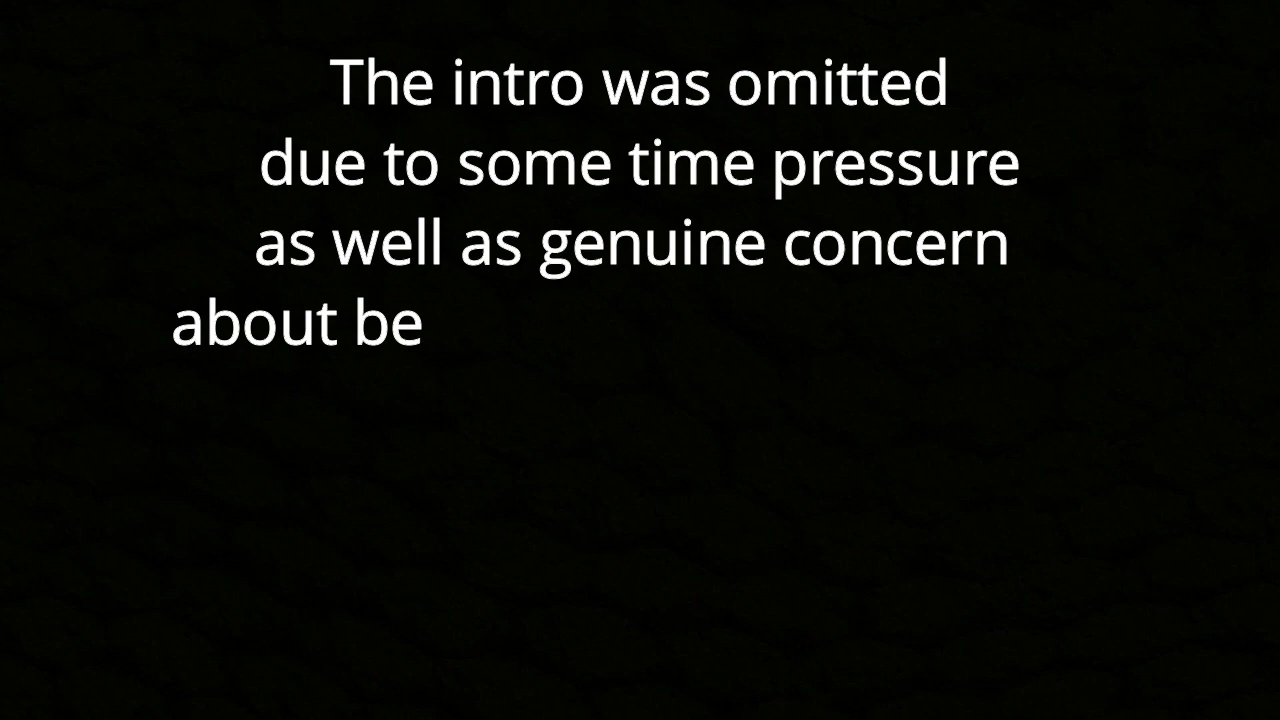 The intro was omitted
due to some time pressure
as well as genuine concern
about be